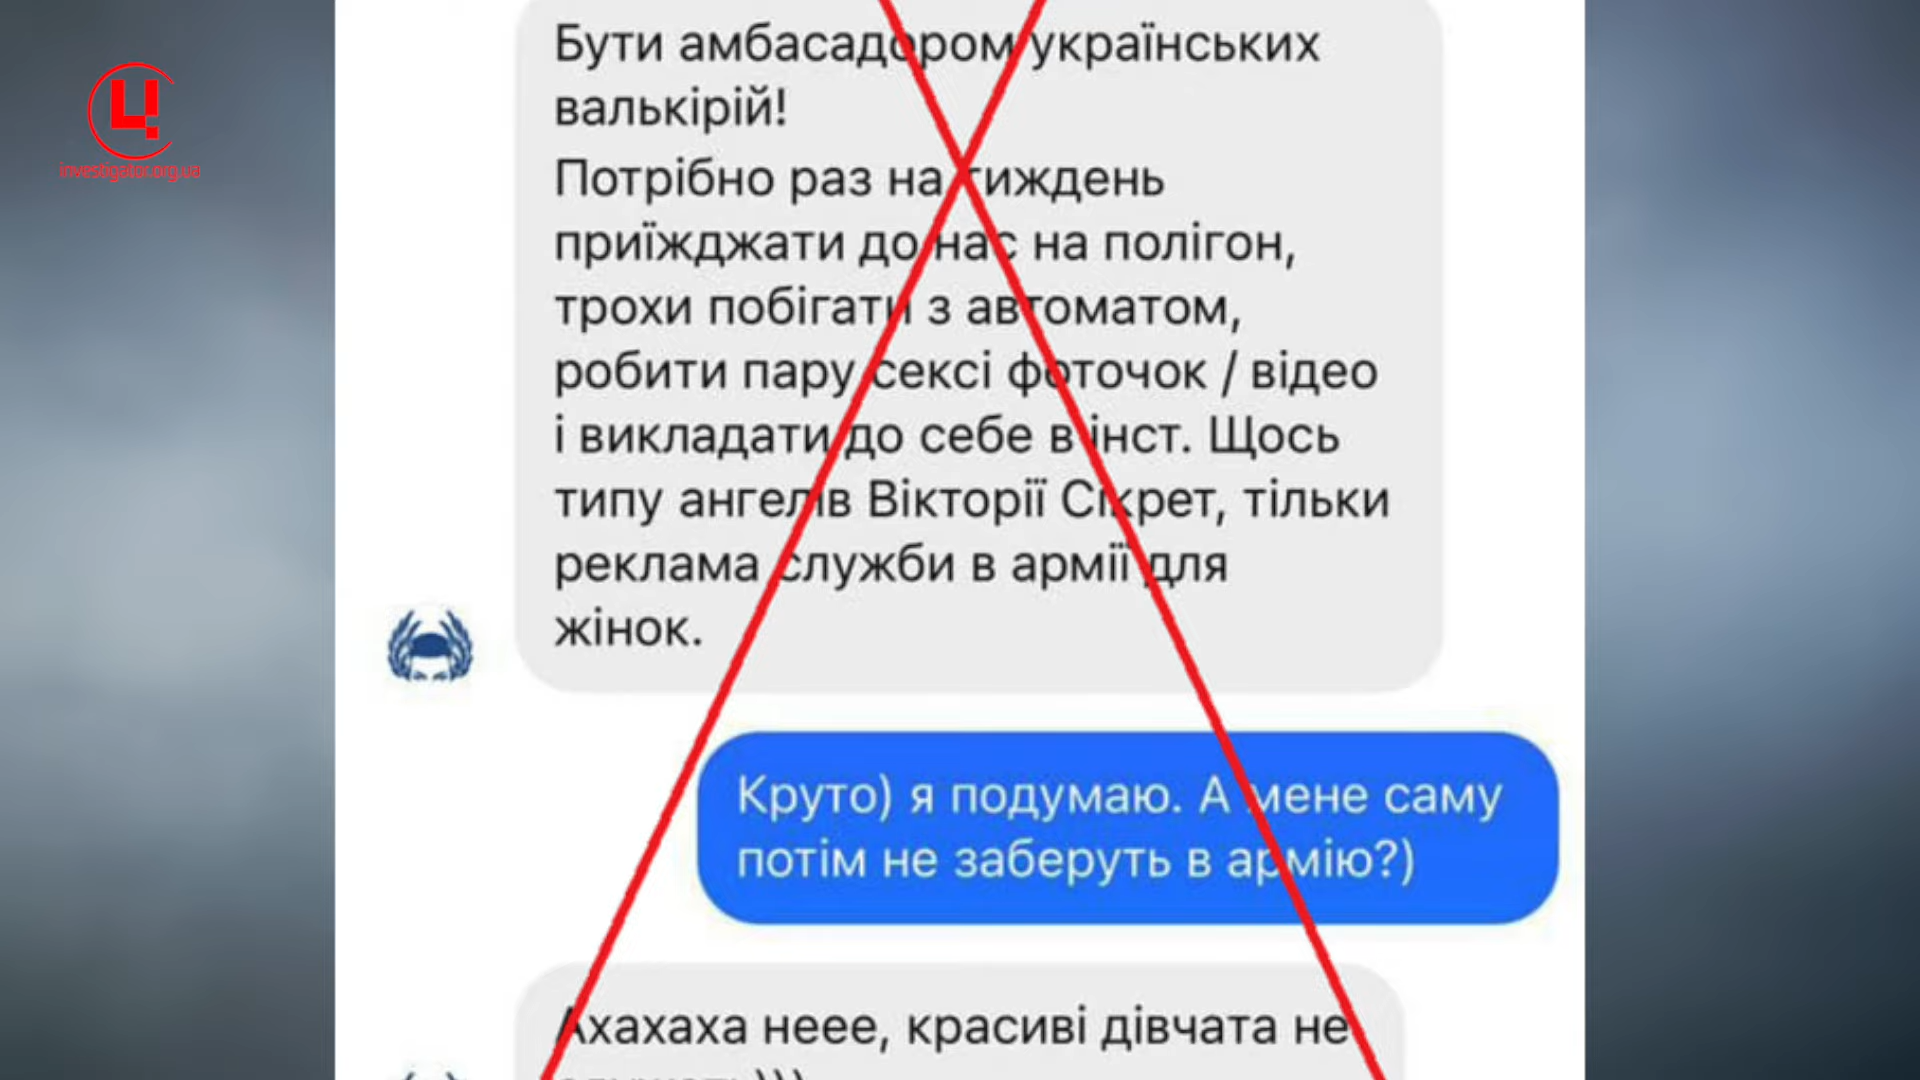 Ц
investigator.org.ua
Бути амбасадором українських
валькірій!
Потрібно раз на тиждень
приїжджати до нас на полігон,
трохи побігати з автоматом,
робити пару сексі фоточок / відео
і викладати до себе в інст. Щось
типу ангелів Вікторії Сікрет, тільки
реклама служби в армії для
жінок.
Круто) я подумаю. А мене саму
потім не заберуть в армію?)
Ахахаха неее, красиві дівчата не